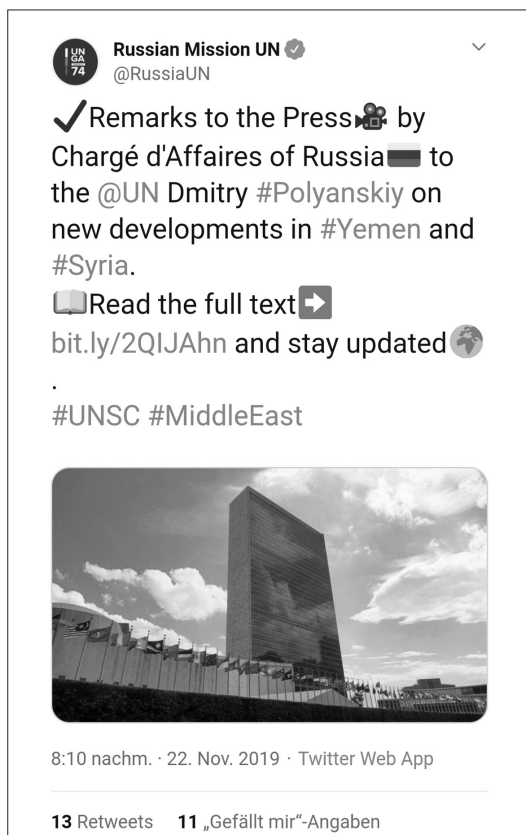 UN
GA
74
Russian Mission UN
@RussiaUN
✔Remarks to the Press🎥 by
Chargé d'Affaires of Russia🇷🇺 to
the @UN Dmitry #Polyanskiy on
new developments in #Yemen and
#Syria.
📖Read the full text➡
bit.ly/2QIJAhn and stay updated🌍
.
#UNSC #MiddleEast
8:10 nachm. · 22. Nov. 2019 · Twitter Web App
13 Retweets 11 „Gefällt mir“-Angaben